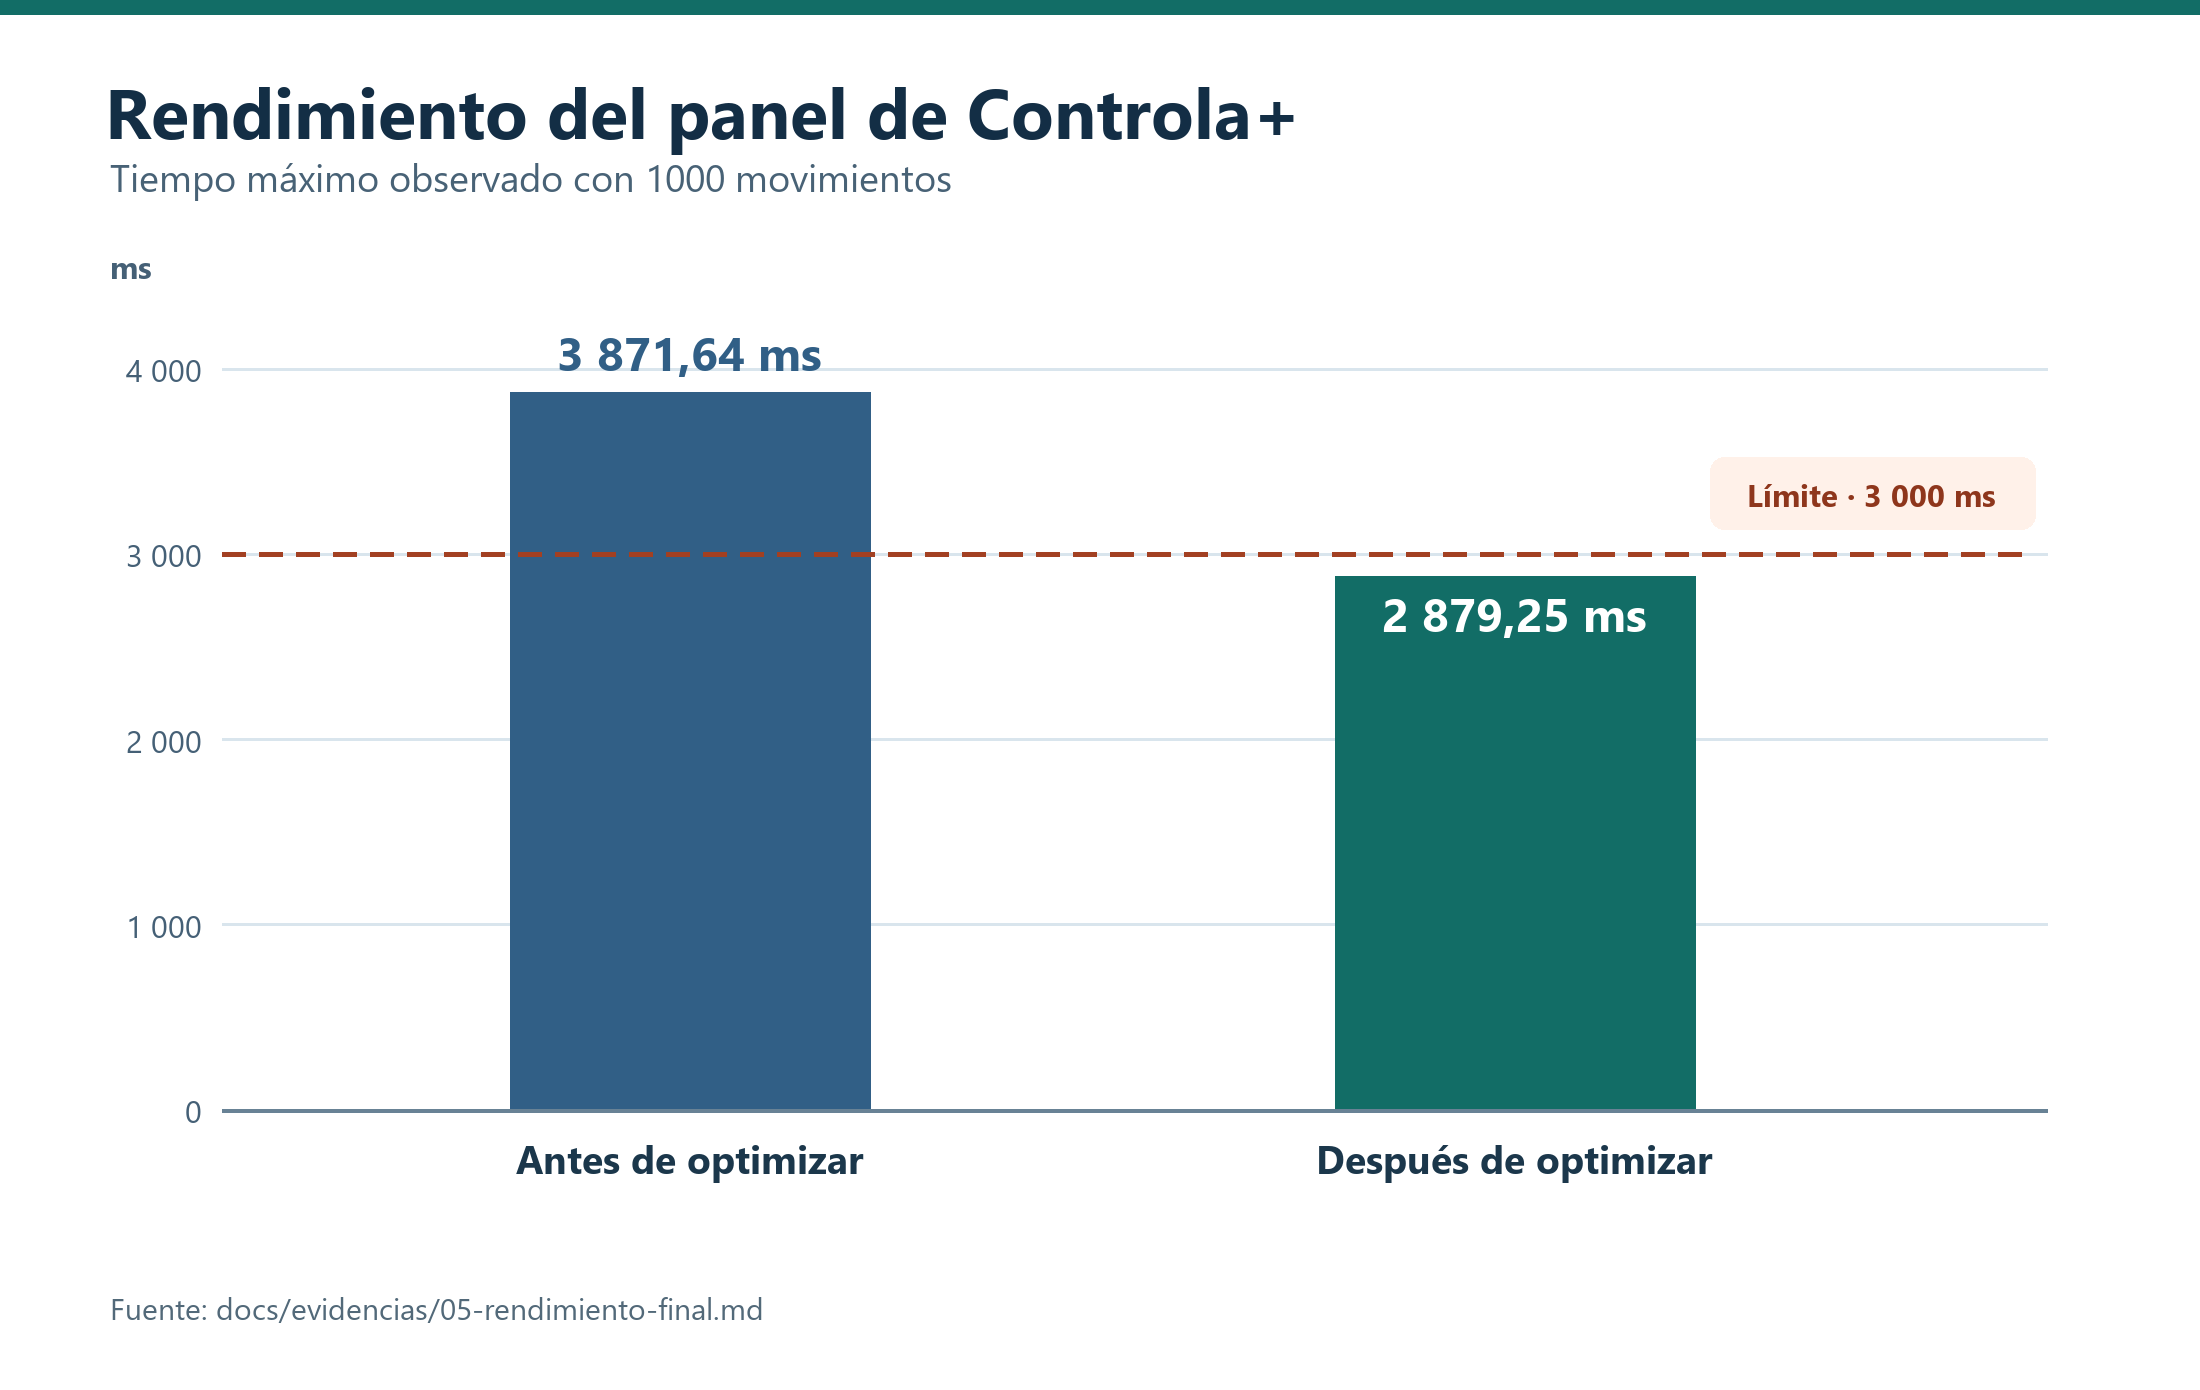 Rendimiento del panel de Controla+
Tiempo máximo observado con 1000 movimientos
ms
3 871,64 ms
4 000
Límite · 3 000 ms
3 000
2 879,25 ms
2 000
1 000
0
Antes de optimizar
Después de optimizar
Fuente: docs/evidencias/05-rendimiento-final.md